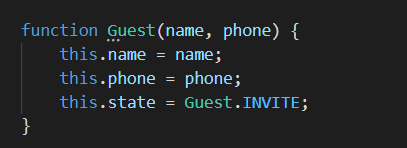 function Guest(name, phone) {
    this.name = name;
    this.phone = phone;
    this.state = Guest.INVITE;
}